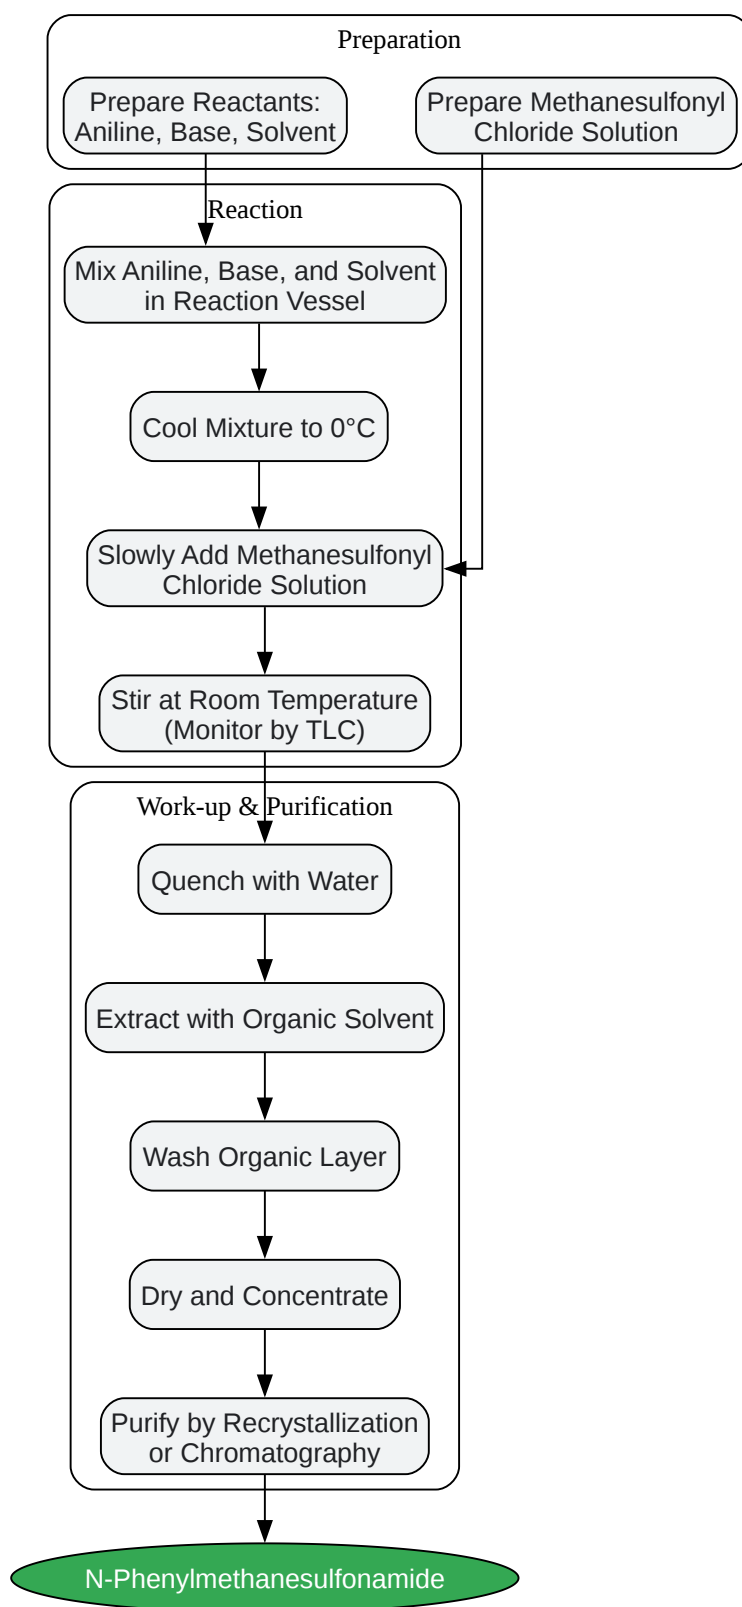 Preparation
Prepare Reactants:
Aniline, Base, Solvent
Prepare Methanesulfonyl
Chloride Solution
Reaction
Mix Aniline, Base, and Solvent
in Reaction Vessel
Cool Mixture to 0°C
Slowly Add Methanesulfonyl
Chloride Solution
Stir at Room Temperature
(Monitor by TLC)
Work-up & Purification
Quench with Water
Extract with Organic Solvent
Wash Organic Layer
Dry and Concentrate
Purify by Recrystallization
or Chromatography
N-Phenylmethanesulfonamide